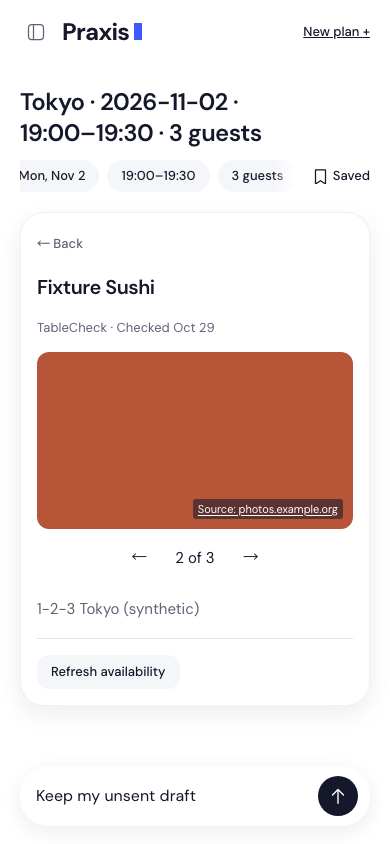 Praxis
New plan +
Tokyo · 2026-11-02 ·
19:00–19:30 · 3 guests
Mon, Nov 2
19:00–19:30
3 guests
Saved
← Back
Fixture Sushi
TableCheck · Checked Oct 29
Source: photos.example.org
← 2 of 3 →
1-2-3 Tokyo (synthetic)
Refresh availability
Keep my unsent draft